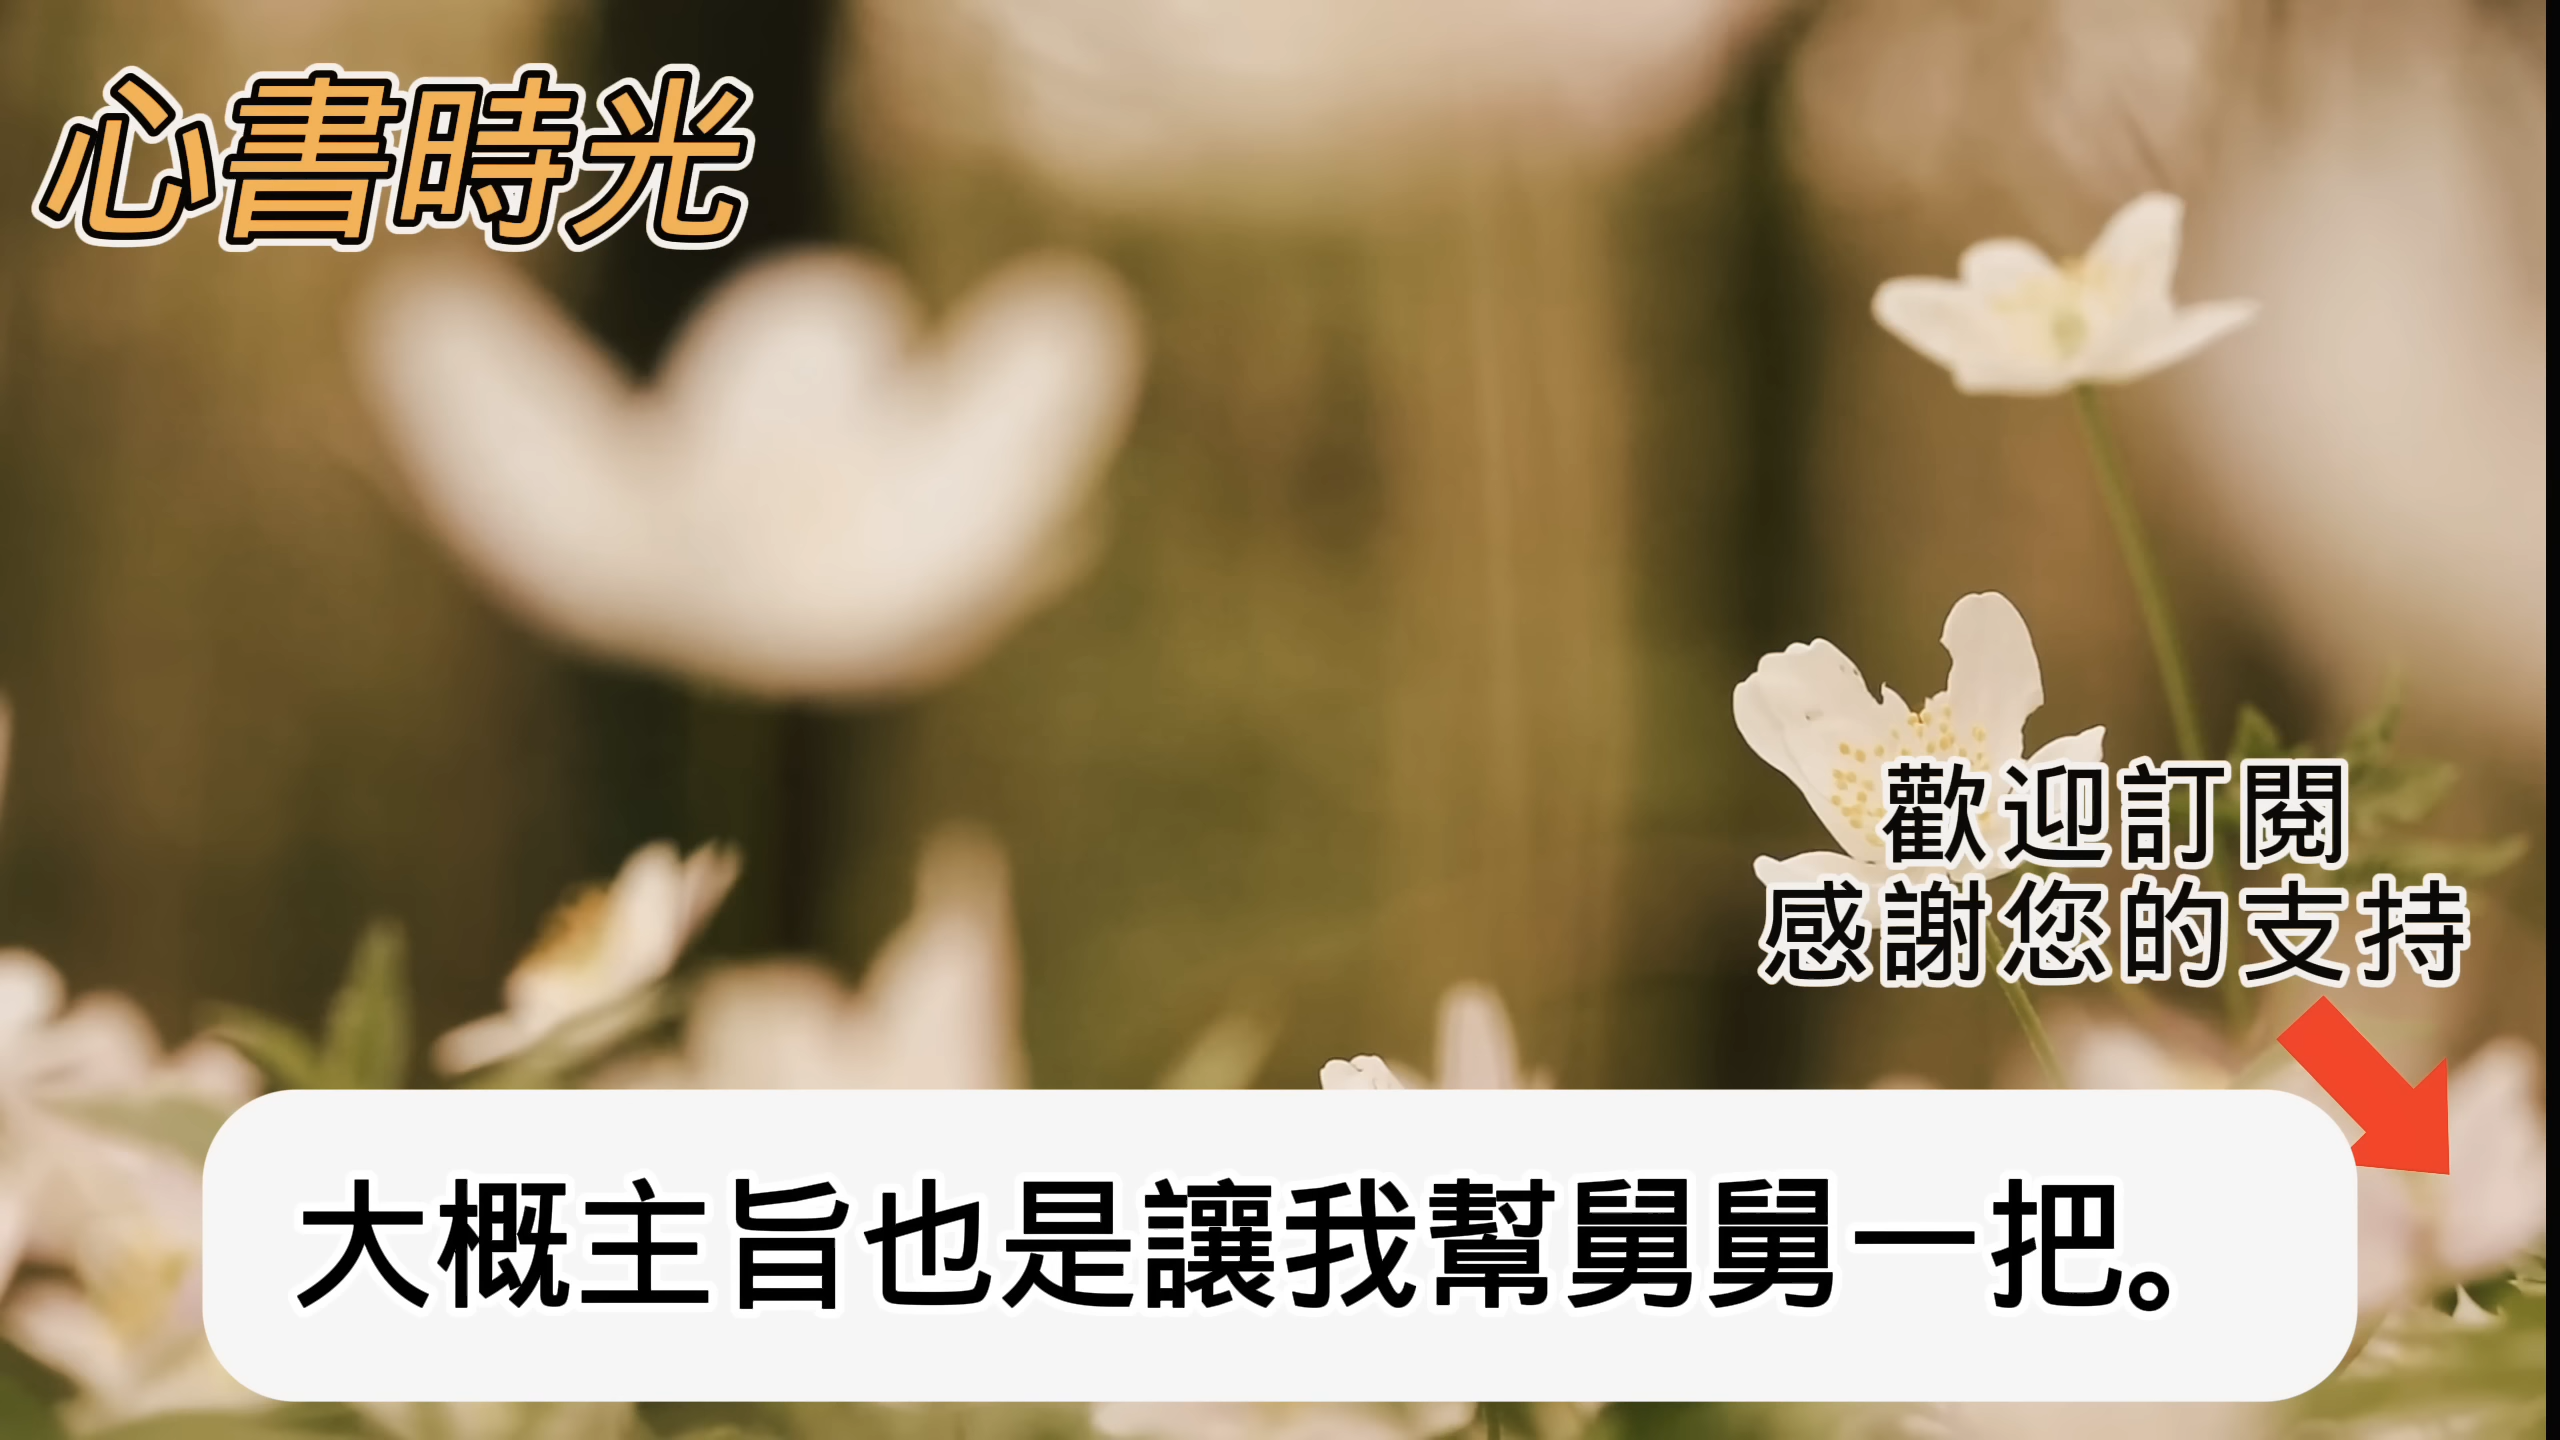 心書時光
歡迎訂閱
感謝您的支持
大概主旨也是讓我幫舅舅一把。